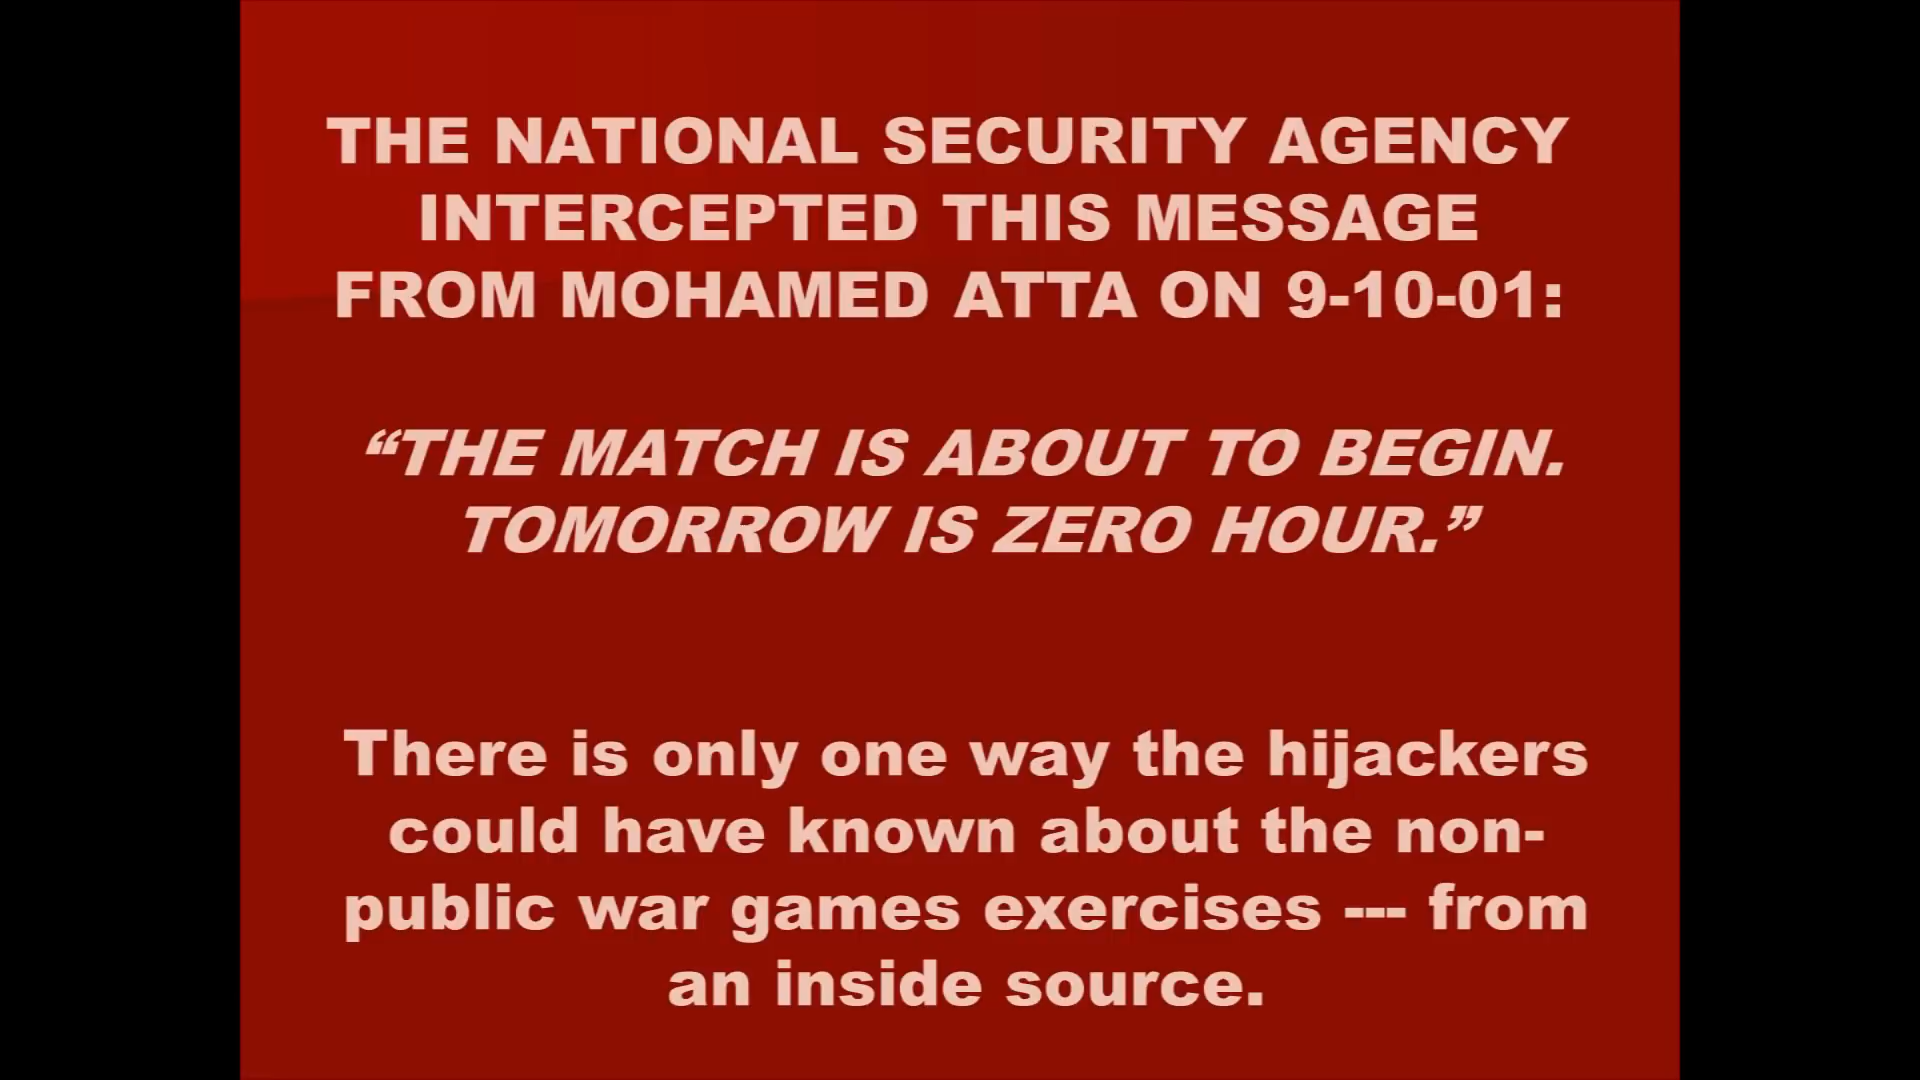 THE NATIONAL SECURITY AGENCY
INTERCEPTED THIS MESSAGE
FROM MOHAMED ATTA ON 9-10-01:
“THE MATCH IS ABOUT TO BEGIN.
TOMORROW IS ZERO HOUR.”
There is only one way the hijackers
could have known about the non-
public war games exercises --- from
an inside source.